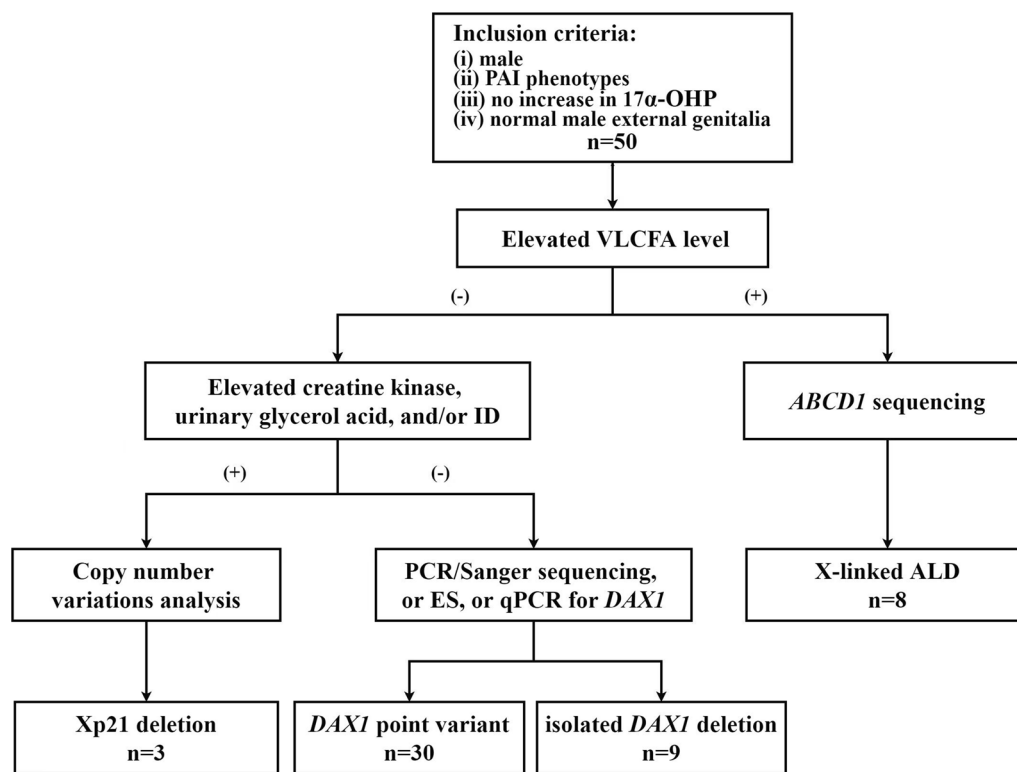 Inclusion criteria:
(i) male
(ii) PAI phenotypes
(iii) no increase in 17α-OHP
(iv) normal male external genitalia
n=50
Elevated VLCFA level
(-)
(+)
Elevated creatine kinase,
urinary glycerol acid, and/or ID
ABCD1 sequencing
(+)
(-)
Copy number
variations analysis
PCR/Sanger sequencing,
or ES, or qPCR for DAX1
X-linked ALD
n=8
Xp21 deletion
n=3
DAX1 point variant
n=30
isolated DAX1 deletion
n=9